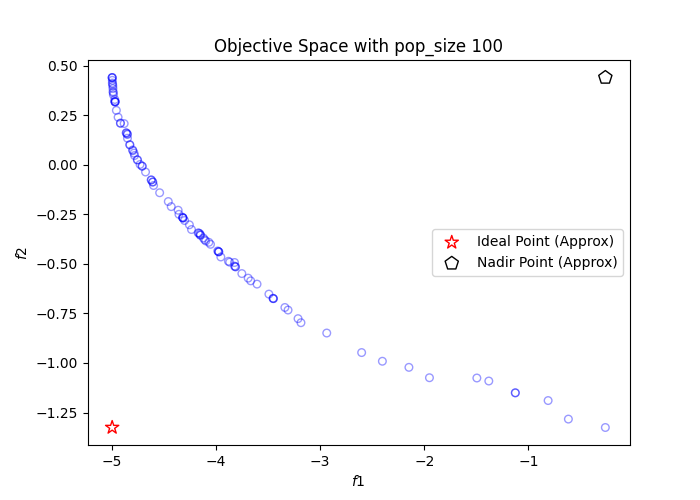 Objective Space with pop_size 100
0.50
0.25
0.00
−0.25
−0.50
−0.75
−1.00
−1.25
f2
Ideal Point (Approx)
Nadir Point (Approx)
−5 −4 −3 −2 −1
f1